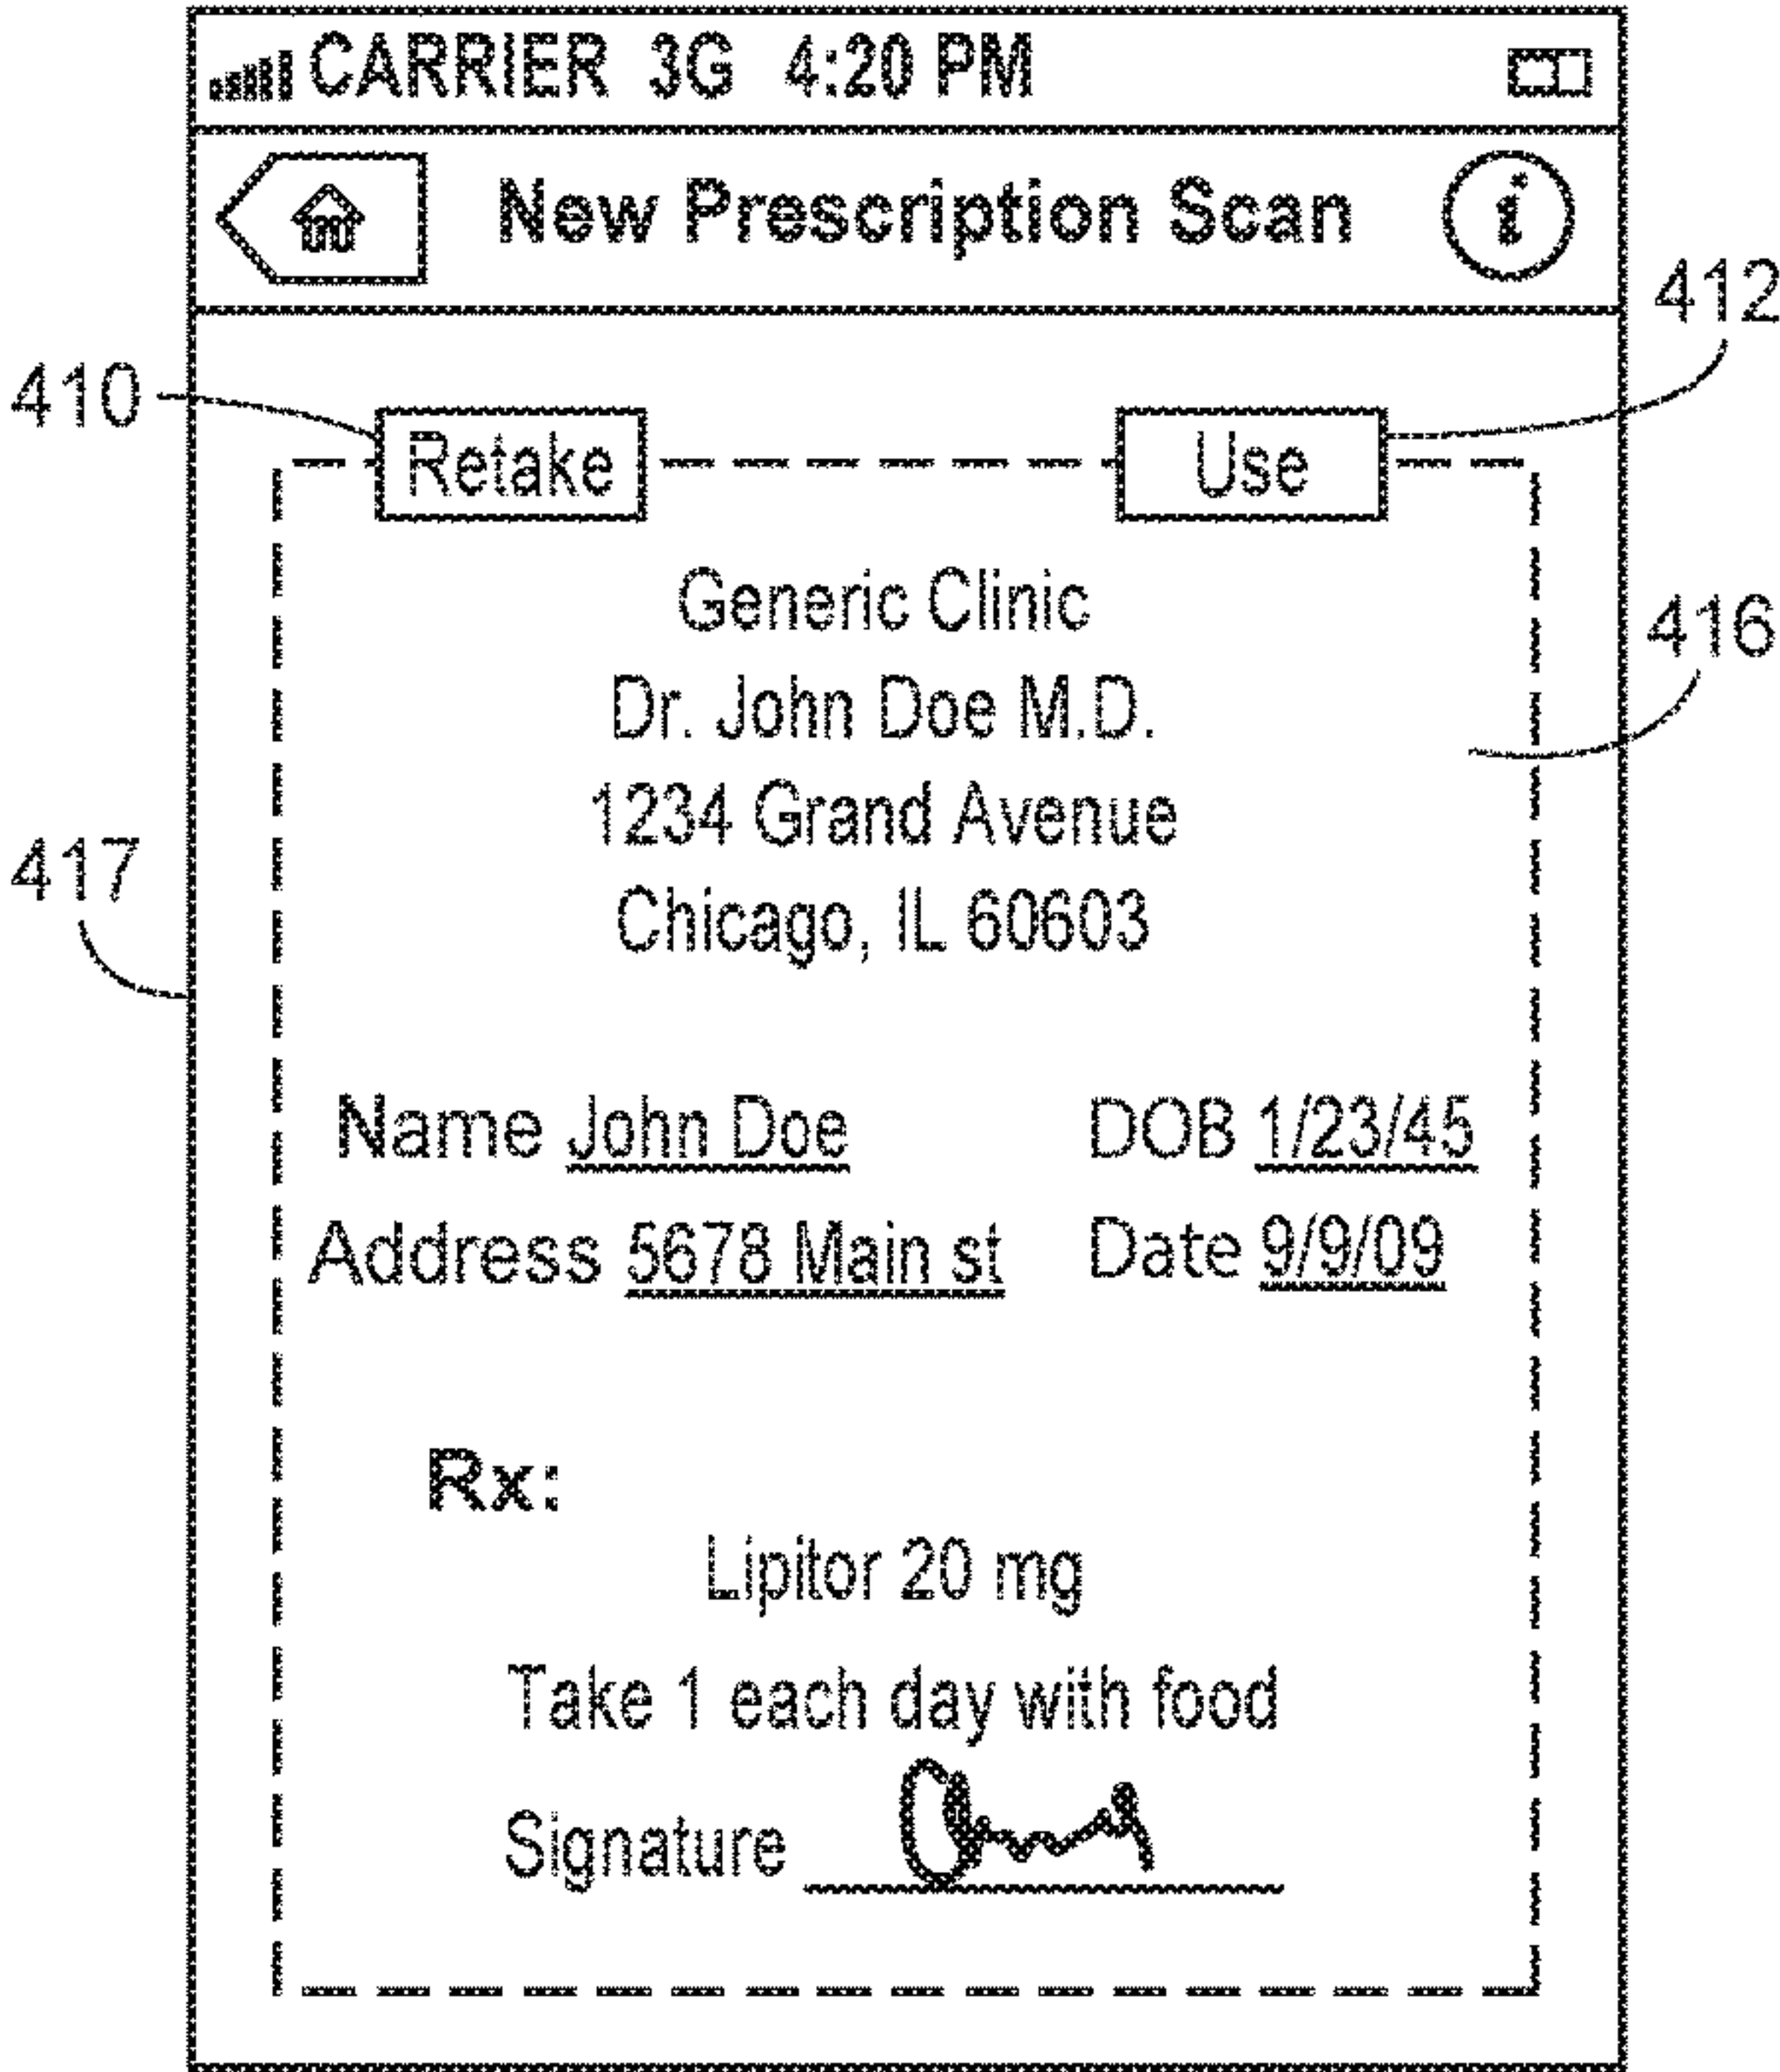 CARRIER 3G 4:20 PM
New Prescription Scan i
412
410
Retake Use
Generic Clinic
416
Dr. John Doe M.D.
1234 Grand Avenue
417
Chicago, IL 60603
Name John Doe DOB 1/23/45
Address 5678 Main st Date 9/9/09
Rx:
Lipitor 20 mg
Take 1 each day with food
Signature